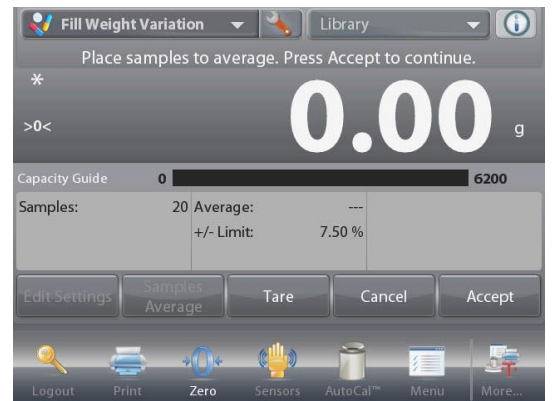 Fill Weight Variation Library
Place samples to average. Press Accept to continue.
*
>0<
0.00 g
Capacity Guide 0 6200
Samples: 20 Average: ---
+/- Limit: 7.50 %
Edit Settings Samples Average Tare Cancel Accept
Logout Print Zero Sensors AutoCal™ Menu More...